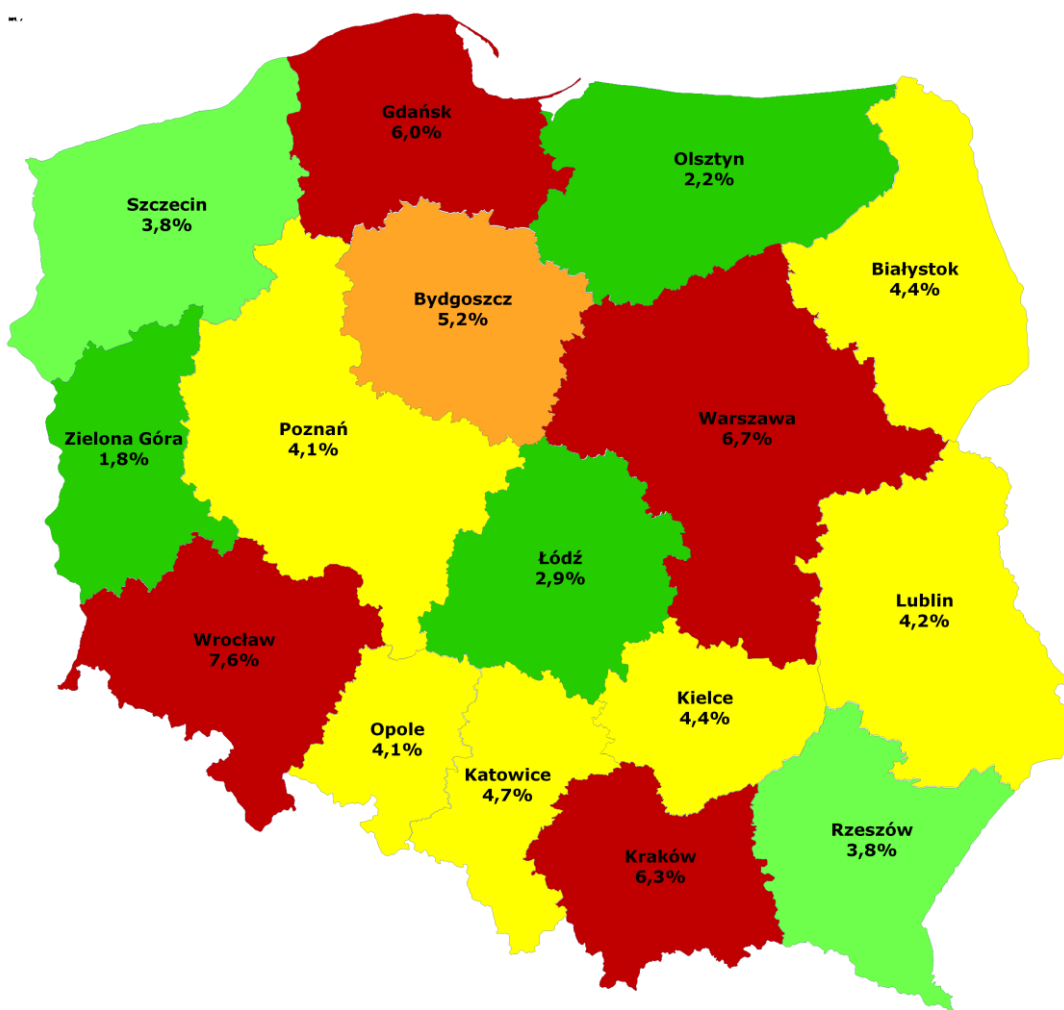 Gdańsk
6,0%
Olsztyn
2,2%
Szczecin
3,8%
Białystok
4,4%
Bydgoszcz
5,2%
Warszawa
6,7%
Poznań
4,1%
Zielona Góra
1,8%
Łódź
2,9%
Lublin
4,2%
Wrocław
7,6%
Kielce
4,4%
Opole
4,1%
Katowice
4,7%
Rzeszów
3,8%
Kraków
6,3%